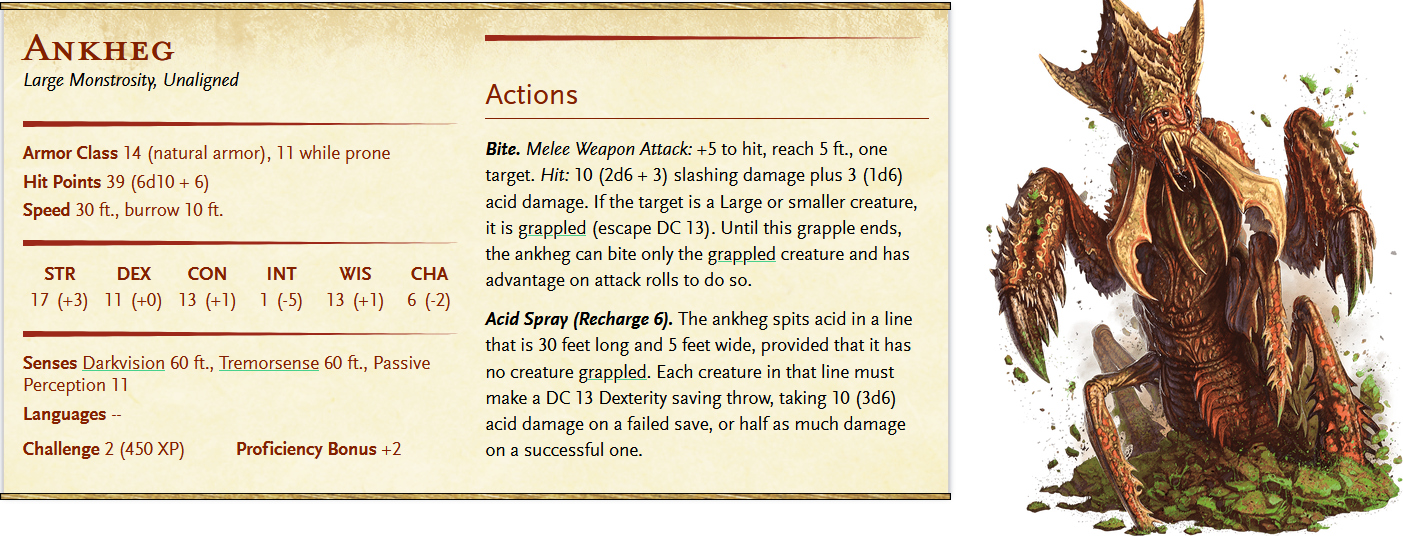 Ankheg
Large Monstrosity, Unaligned
Armor Class 14 (natural armor), 11 while prone
Hit Points 39 (6d10 + 6)
Speed 30 ft., burrow 10 ft.
STR DEX CON INT WIS CHA
17 (+3) 11 (+0) 13 (+1) 1 (-5) 13 (+1) 6 (-2)
Senses Darkvision 60 ft., Tremorsense 60 ft., Passive
Perception 11
Languages --
Challenge 2 (450 XP) Proficiency Bonus +2
Actions
Bite. Melee Weapon Attack: +5 to hit, reach 5 ft., one
target. Hit: 10 (2d6 + 3) slashing damage plus 3 (1d6)
acid damage. If the target is a Large or smaller creature,
it is grappled (escape DC 13). Until this grapple ends,
the ankheg can bite only the grappled creature and has
advantage on attack rolls to do so.
Acid Spray (Recharge 6). The ankheg spits acid in a line
that is 30 feet long and 5 feet wide, provided that it has
no creature grappled. Each creature in that line must
make a DC 13 Dexterity saving throw, taking 10 (3d6)
acid damage on a failed save, or half as much damage
on a successful one.